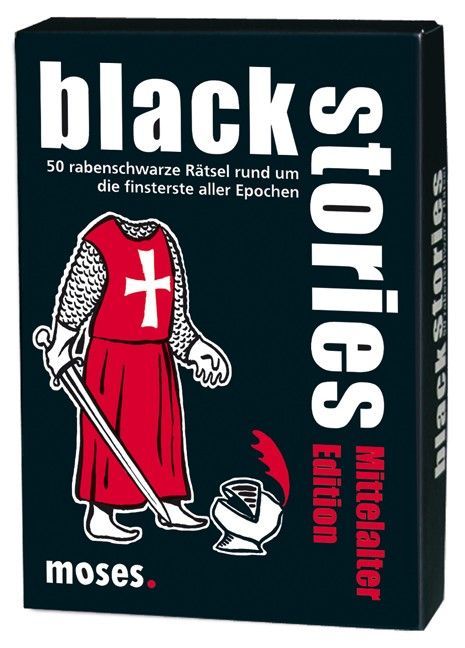 black
stories
50 rabenschwarze Rätsel rund um
die finsterste aller Epochen
Mittelalter
Edition
moses.
black stories